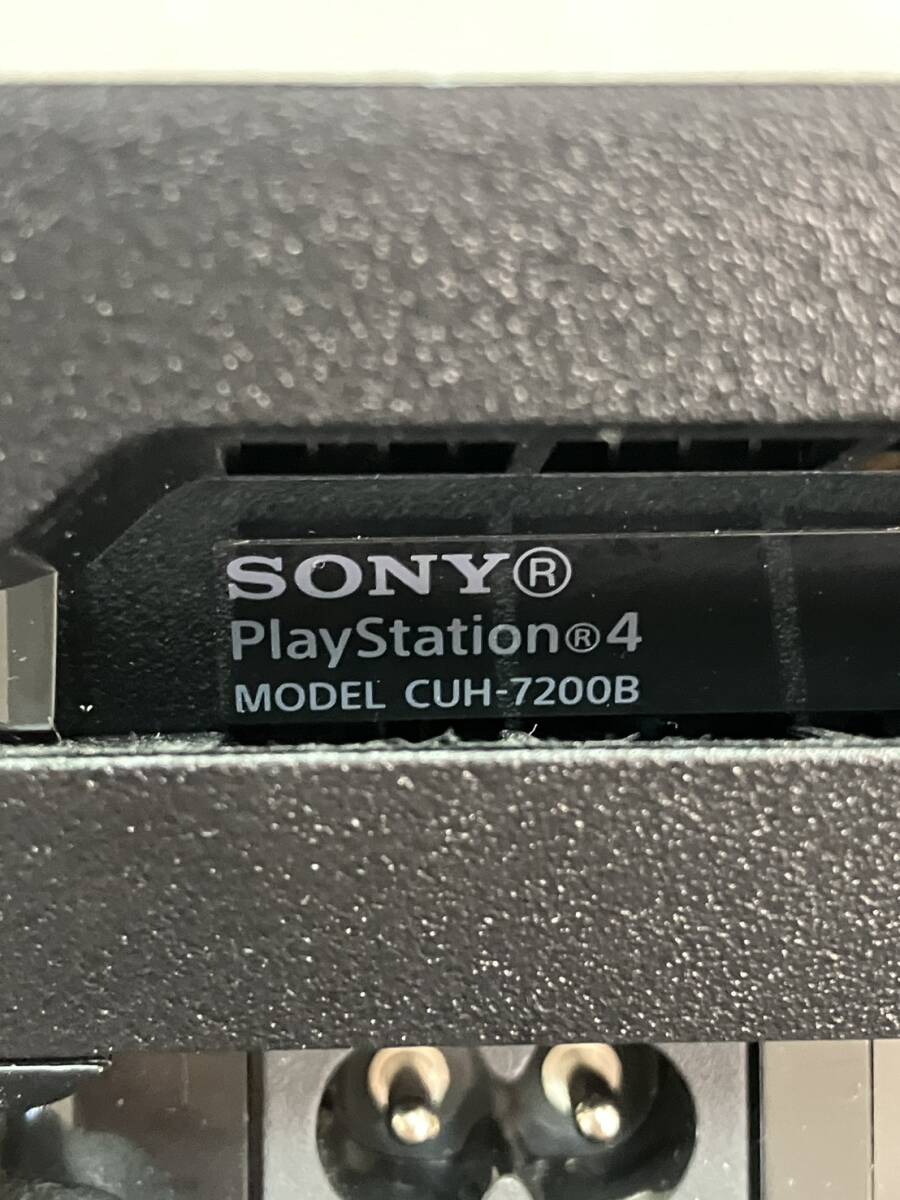 SONY®
PlayStation®4
MODEL CUH-7200B